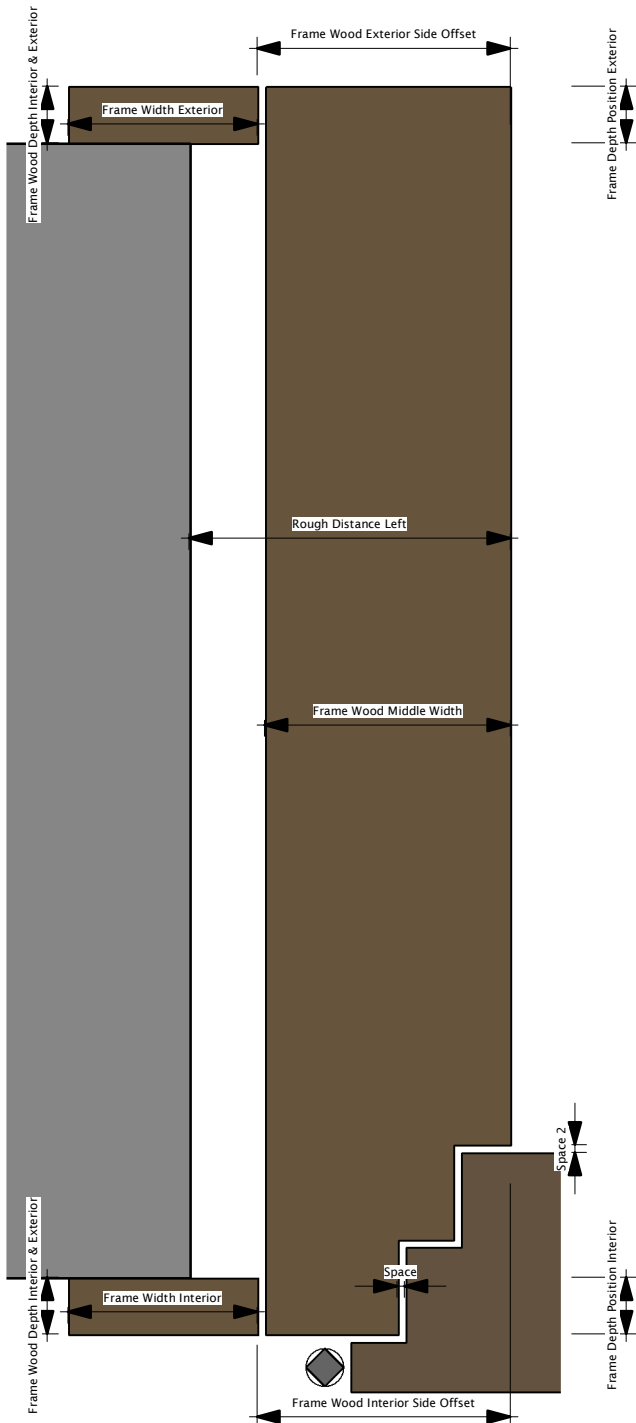 Frame Wood Exterior Side Offset
Frame Wood Depth Interior & Exterior
Frame Width Exterior
Frame Depth Position Exterior
Rough Distance Left
Frame Wood Middle Width
Space 2
Frame Wood Depth Interior & Exterior
Space
Frame Width Interior
Frame Depth Position Interior
Frame Wood Interior Side Offset